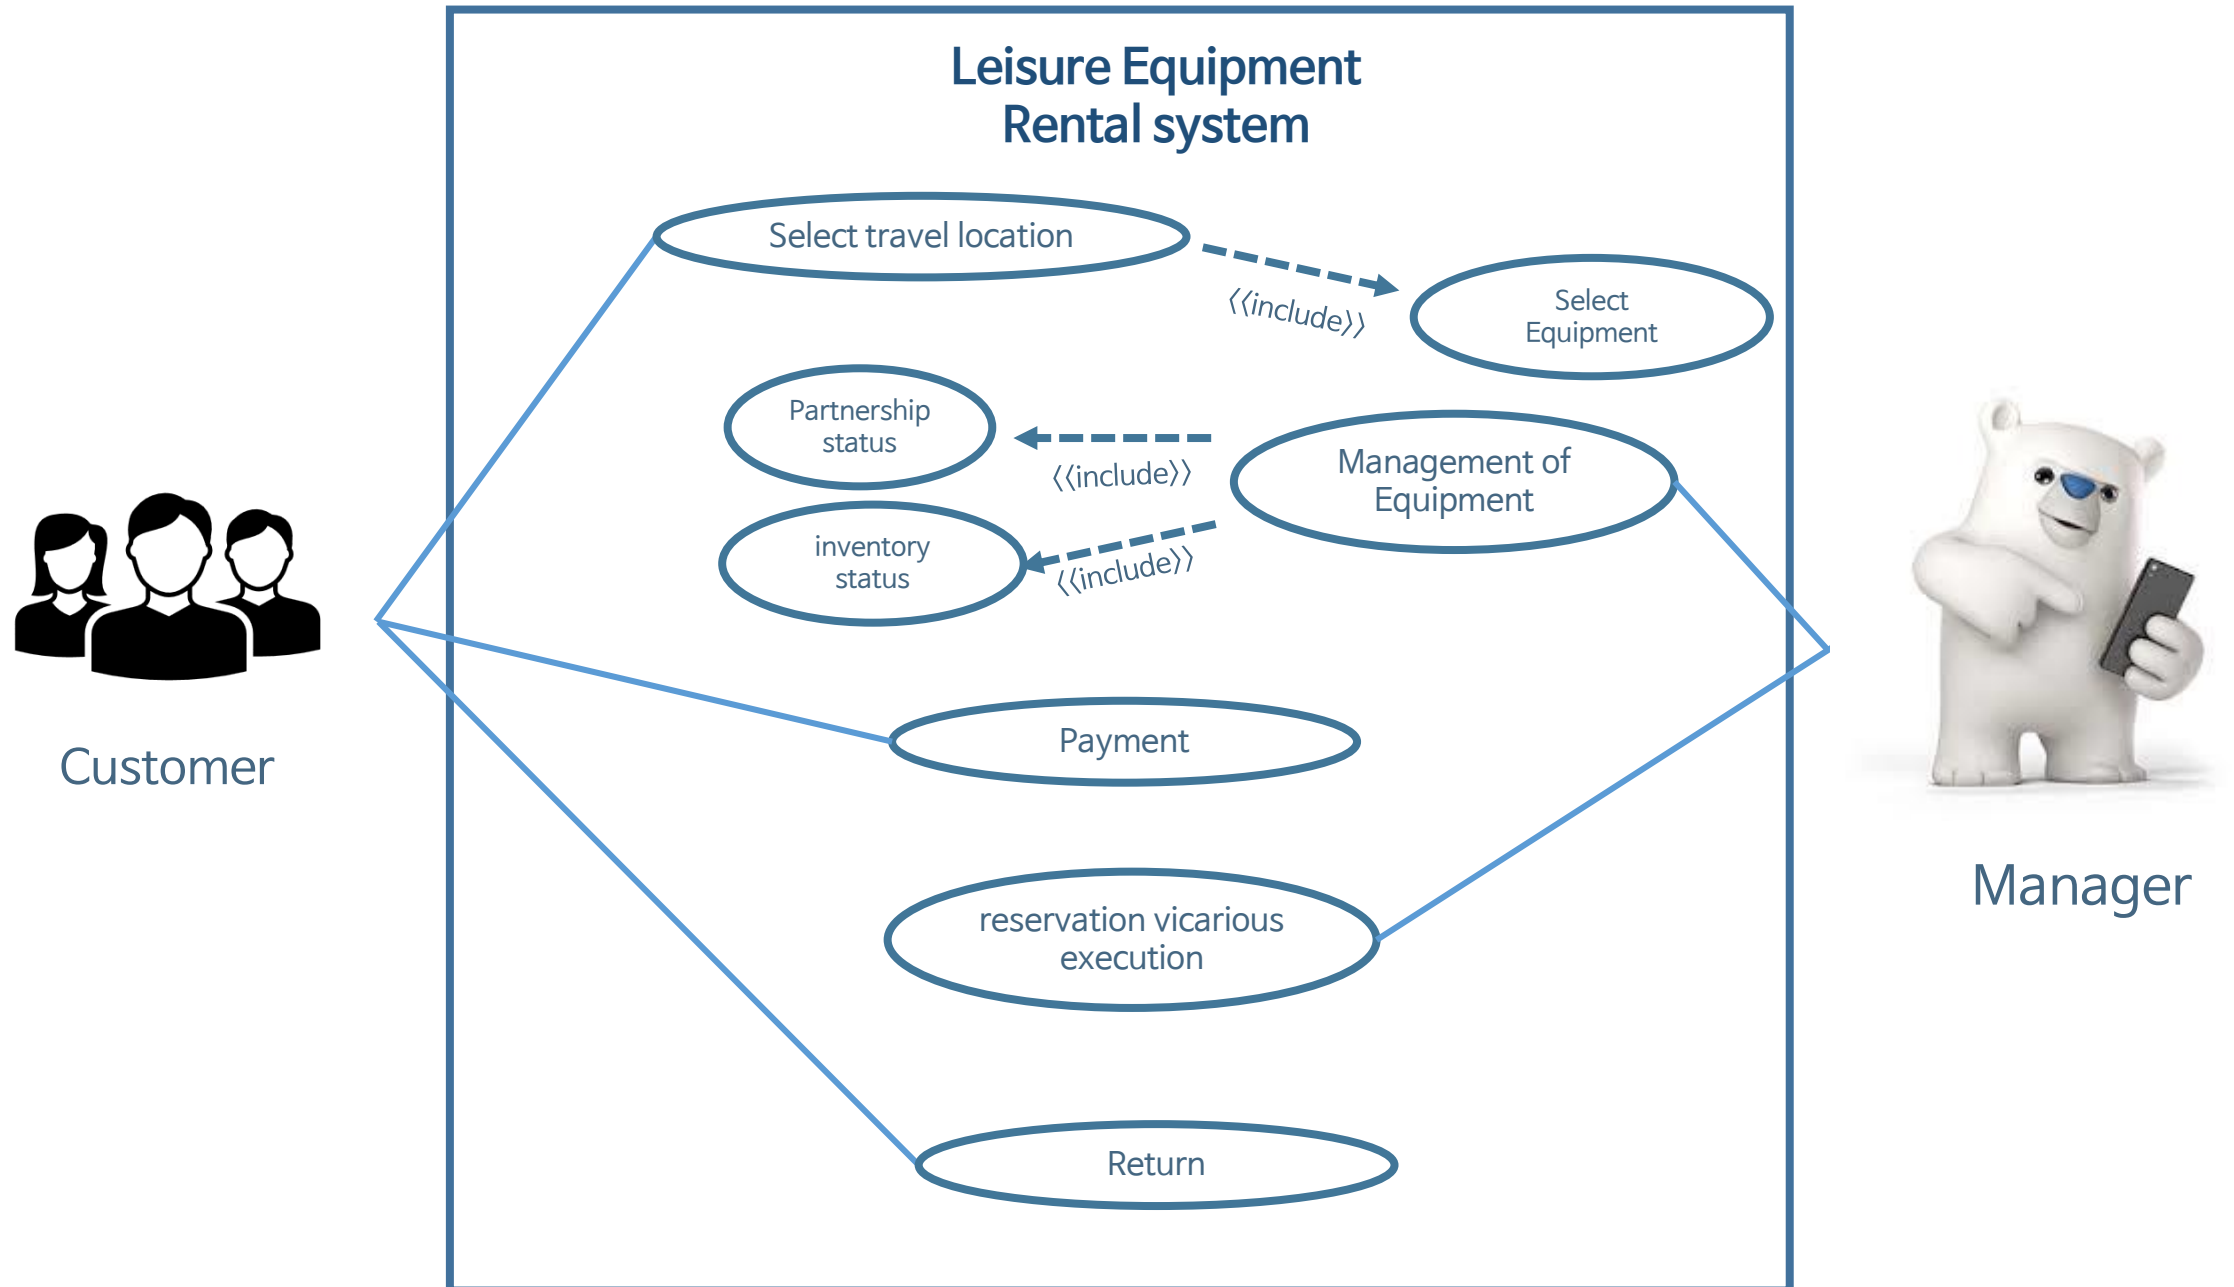 Leisure Equipment
Rental system
Select travel location
〈〈include〉〉
Select
Equipment
Partnership
status
〈〈include〉〉
Management of
Equipment
inventory
status
〈〈include〉〉
Customer
Payment
Manager
reservation vicarious
execution
Return